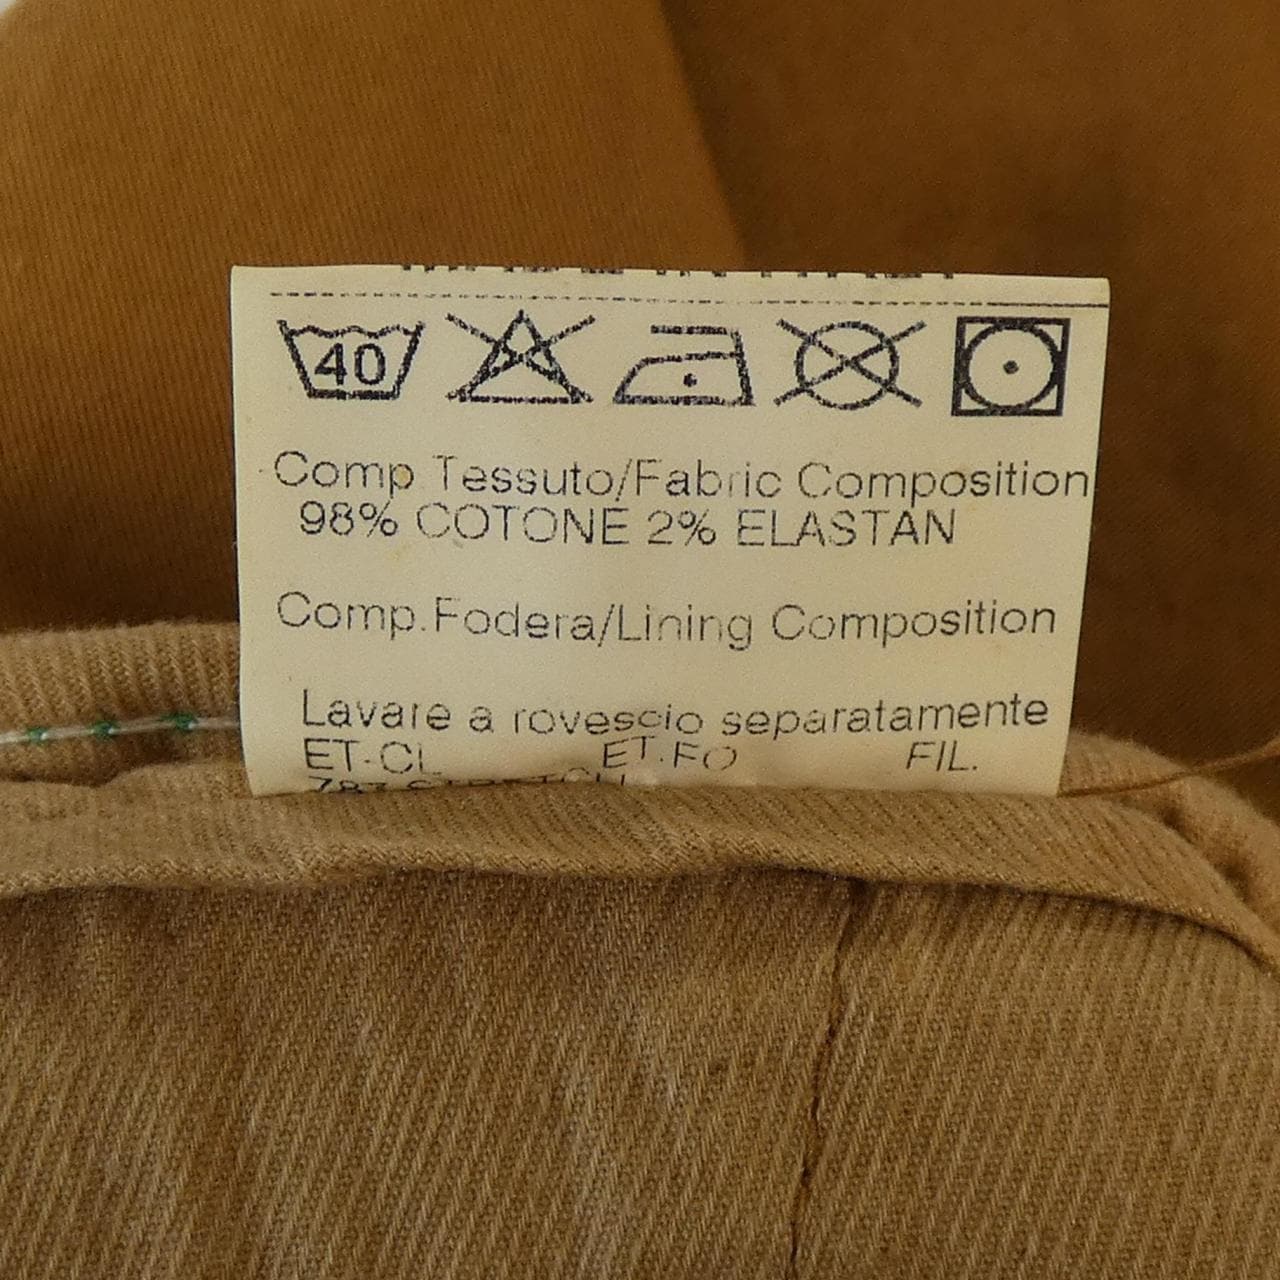 40
Comp Tessuto/Fabric Composition
98% COTONE 2% ELASTAN
Comp.Fodera/Lining Composition
Lavare a rovescio separatamente
ET-CL ET.FO FIL.